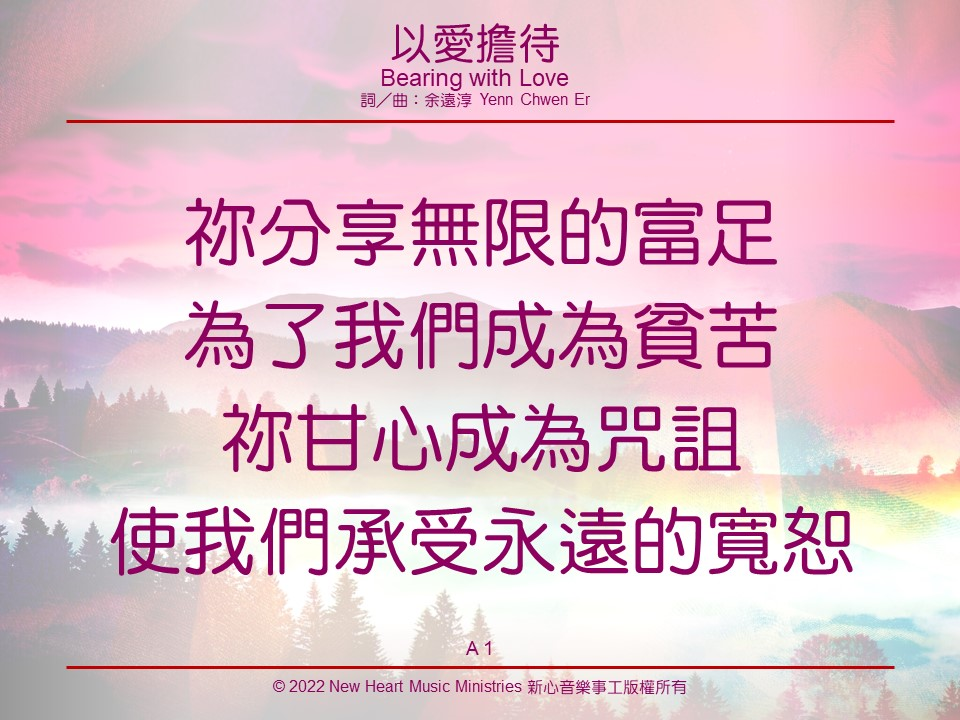 以愛擔待
Bearing with Love
詞／曲：余遠淳 Yenn Chwen Er
祢分享無限的富足
為了我們成為貧苦
祢甘心成為咒詛
使我們承受永遠的寬恕
A 1
© 2022 New Heart Music Ministries 新心音樂事工版權所有